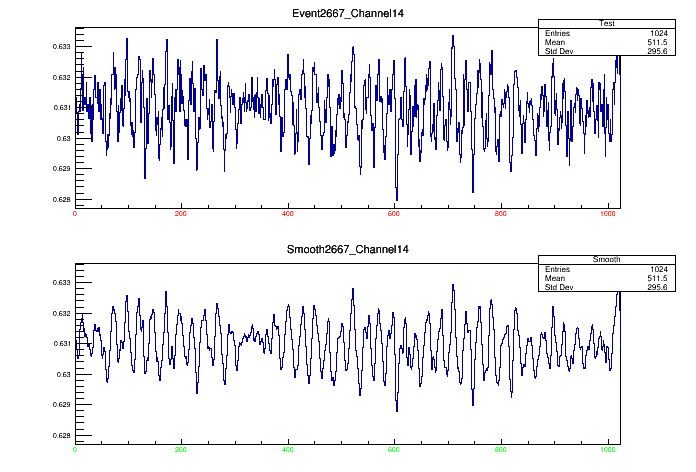 Event2667_Channel14
Test
Entries 1024
Mean 511.5
Std Dev 295.6
0.633
0.632
0.631
0.63
0.629
0.628
0 200 400 600 800 1000
Smooth2667_Channel14
Smooth
Entries 1024
Mean 511.5
Std Dev 295.6
0.633
0.632
0.631
0.63
0.629
0.628
0 200 400 600 800 1000